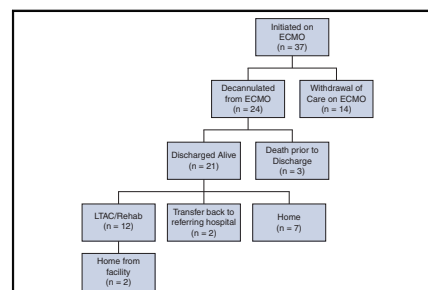 Initiated on
ECMO
(n = 37)
Decannulated
from ECMO
(n = 24)
Withdrawal of
Care on ECMO
(n = 14)
Discharged Alive
(n = 21)
Death prior to
Discharge
(n = 3)
LTAC/Rehab
(n = 12)
Transfer back to
referring hospital
(n = 2)
Home
(n = 7)
Home from
facility
(n = 2)